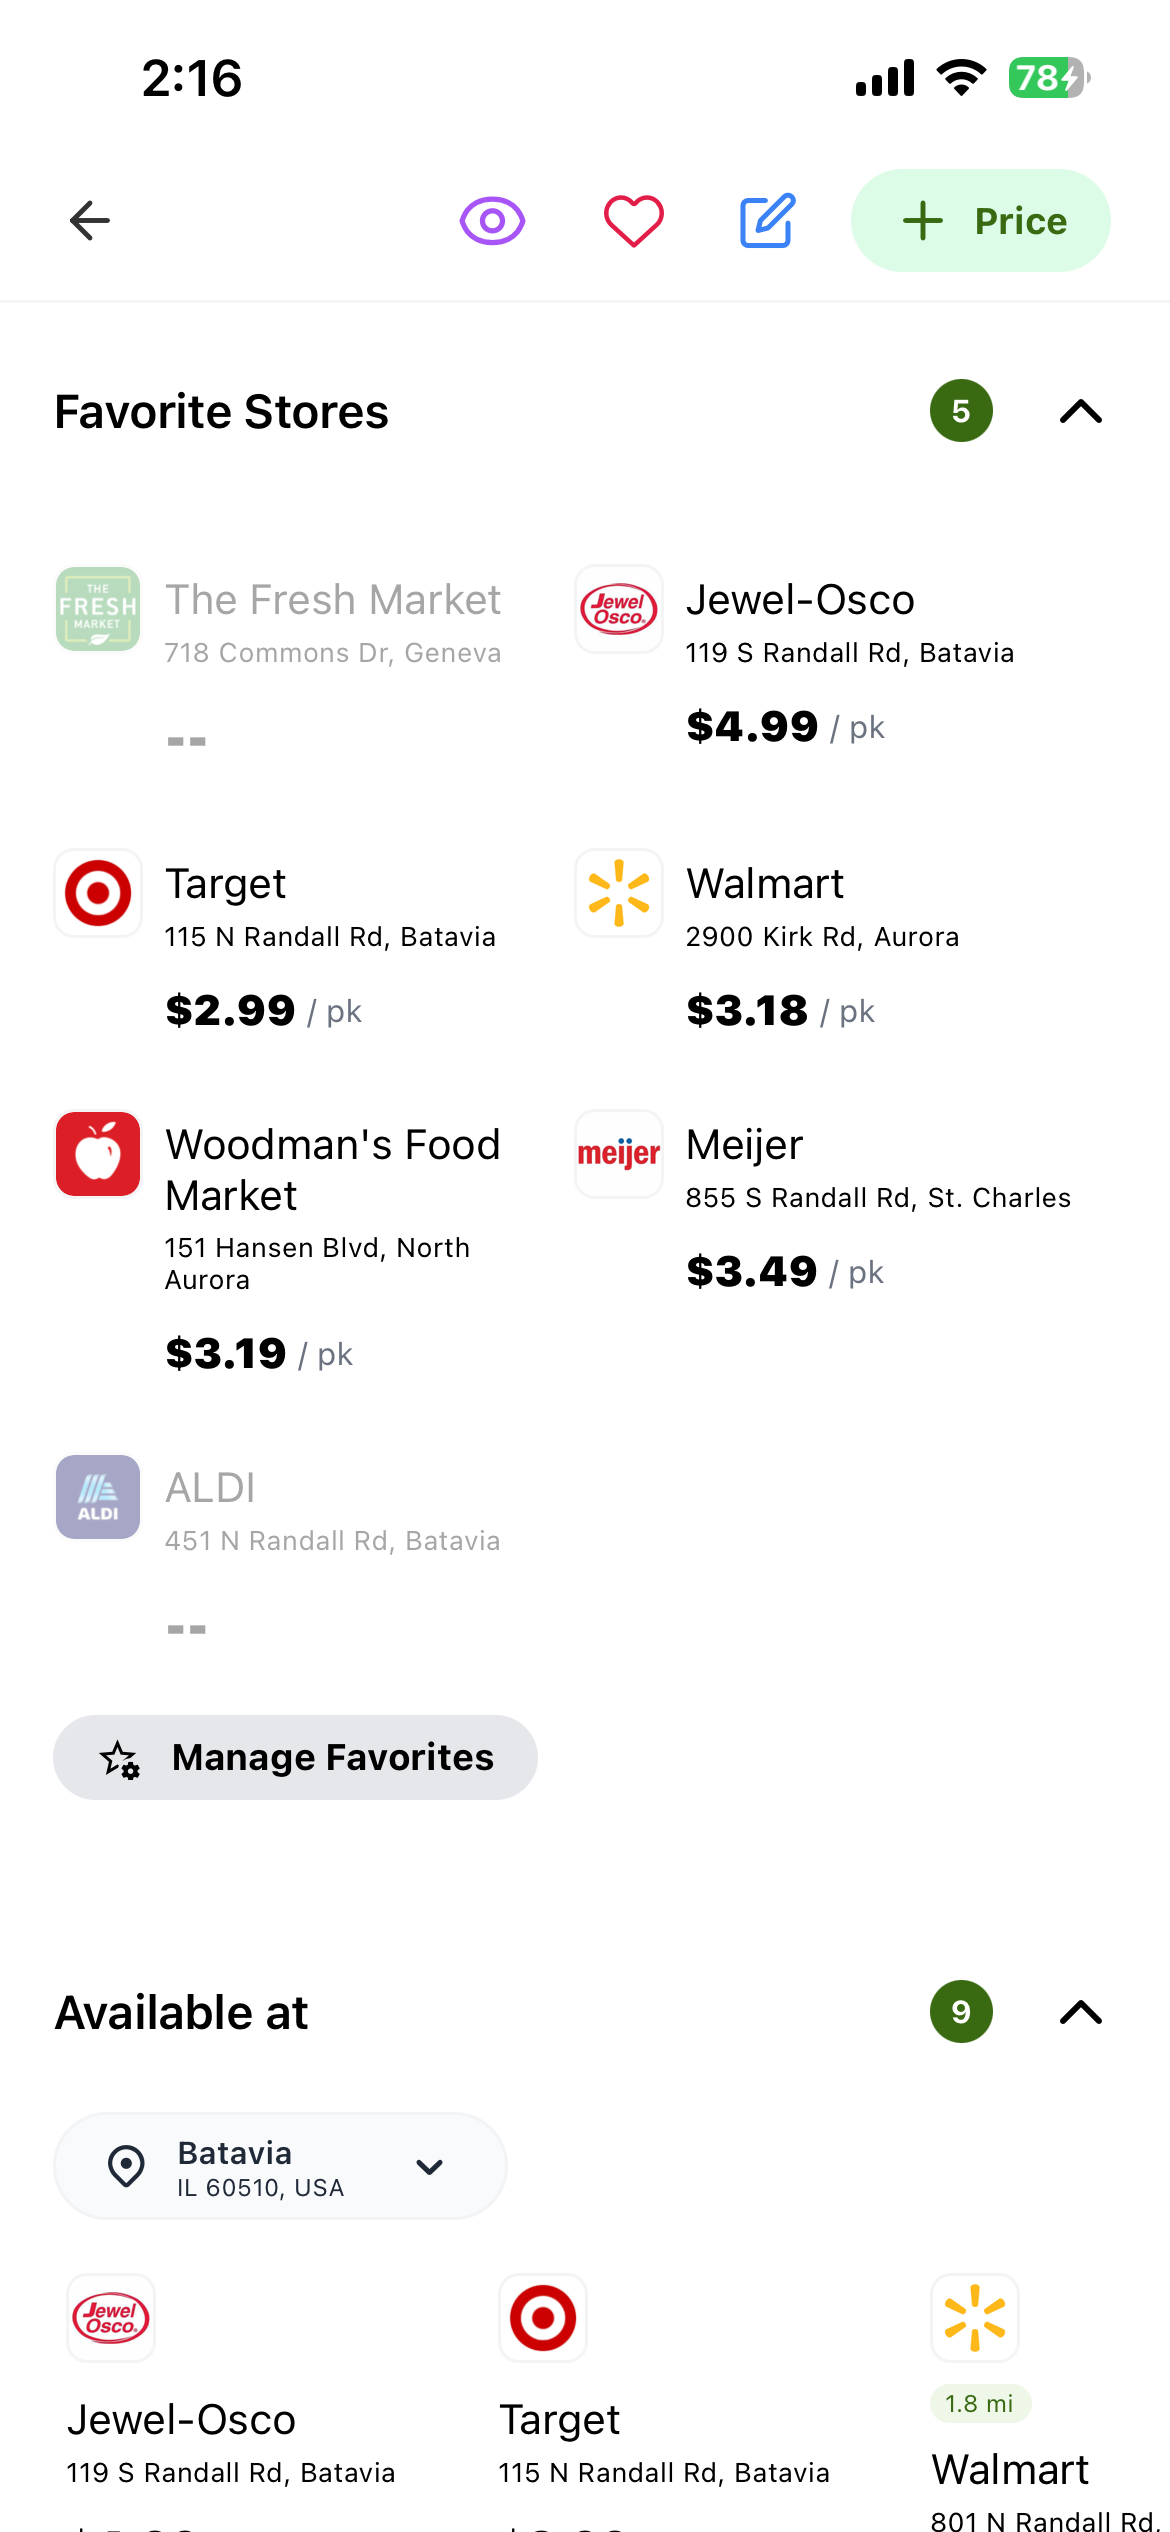 2:16
78
Price
Favorite Stores
5
THE
FRESH
MARKET
The Fresh Market
718 Commons Dr, Geneva
--
Jewel
Osco
Jewel-Osco
119 S Randall Rd, Batavia
$4.99 / pk
Target
115 N Randall Rd, Batavia
$2.99 / pk
Walmart
2900 Kirk Rd, Aurora
$3.18 / pk
Woodman's Food
Market
151 Hansen Blvd, North
Aurora
$3.19 / pk
meijer
Meijer
855 S Randall Rd, St. Charles
$3.49 / pk
ALDI
ALDI
451 N Randall Rd, Batavia
--
Manage Favorites
Available at
9
Batavia
IL 60510, USA
Jewel
Osco
Jewel-Osco
119 S Randall Rd, Batavia
Target
115 N Randall Rd, Batavia
1.8 mi
Walmart
801 N Randall Rd,